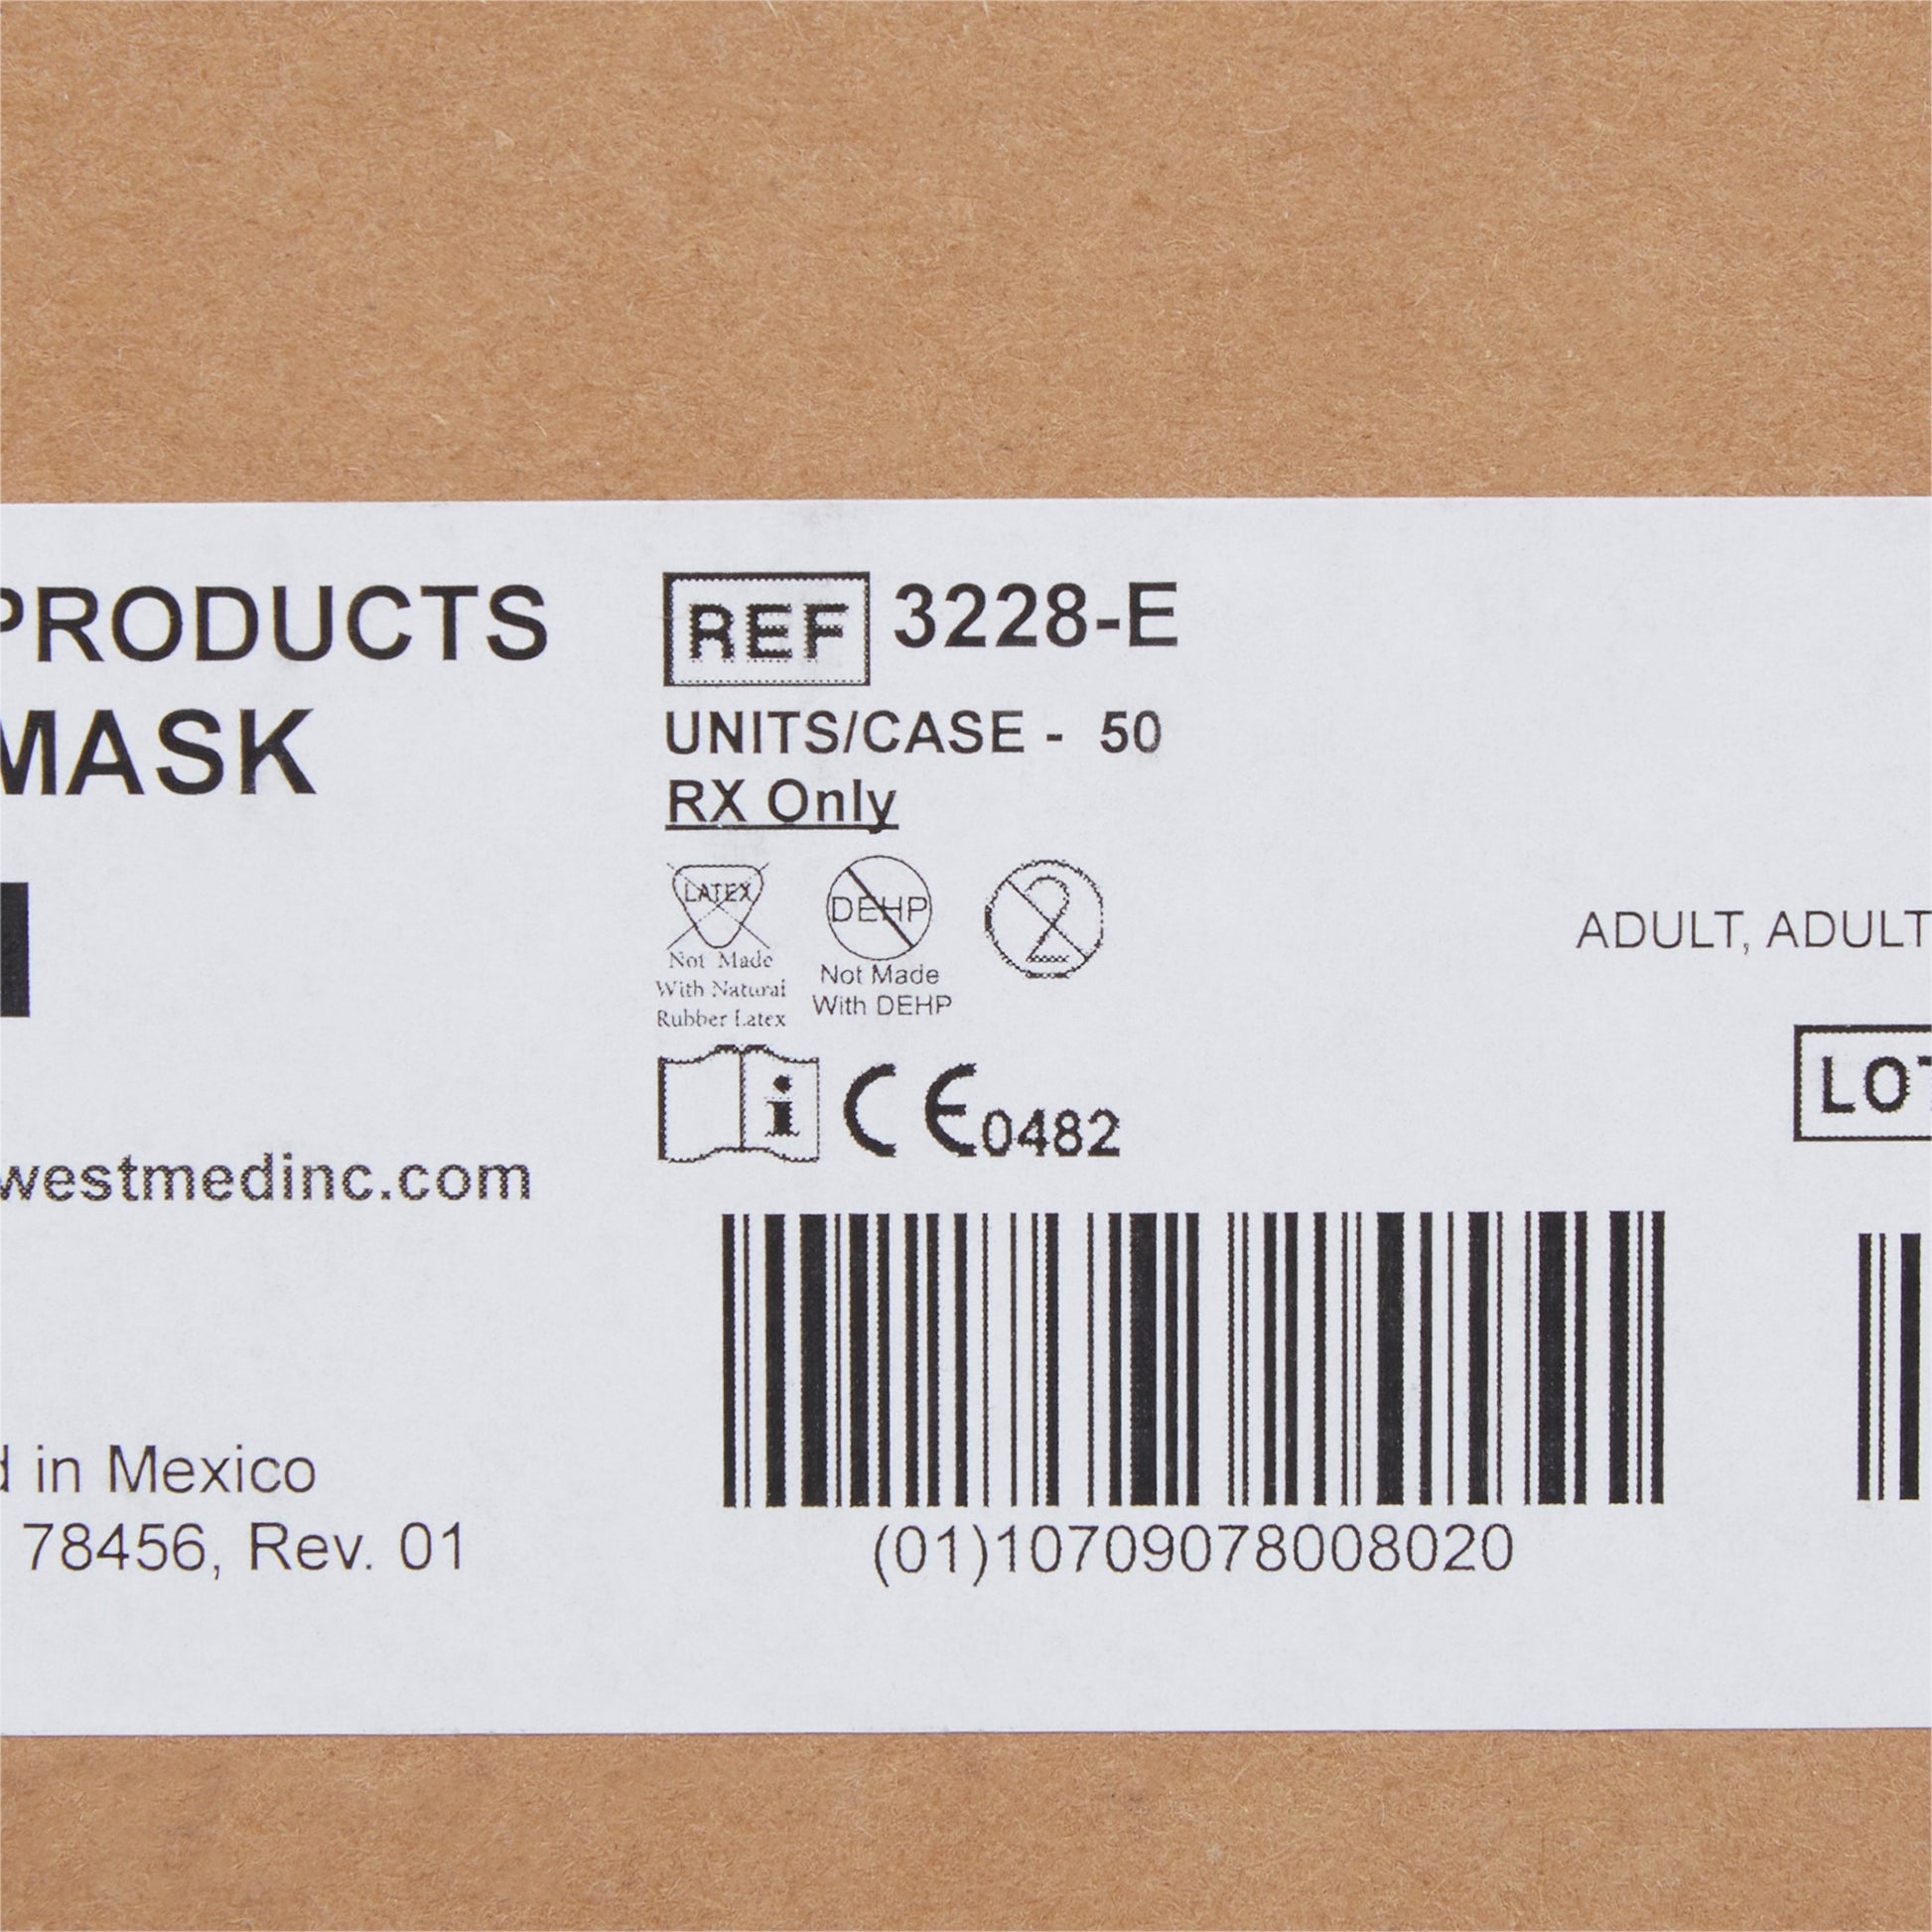 PRODUCTS
MASK
westmedinc.com
d in Mexico
78456, Rev. 01
REF 3228-E
UNITS/CASE - 50
RX Only
LATEX
Not Made
With Natural
Rubber Latex
DEHP
Not Made
With DEHP
2
i
CE0482
(01)10709078008020
ADULT, ADULT
LOT